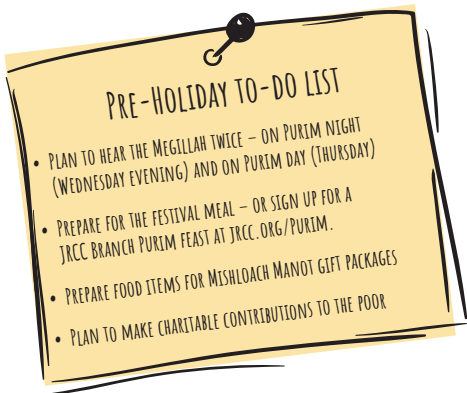 Pre-Holiday to-do list
• Plan to hear the Megillah twice – on Purim night
(Wednesday evening) and on Purim day (Thursday)
• Prepare for the festival meal – or sign up for a
JRCC Branch Purim feast at jrcc.org/Purim.
• Prepare food items for Mishloach Manot gift packages
• Plan to make charitable contributions to the poor